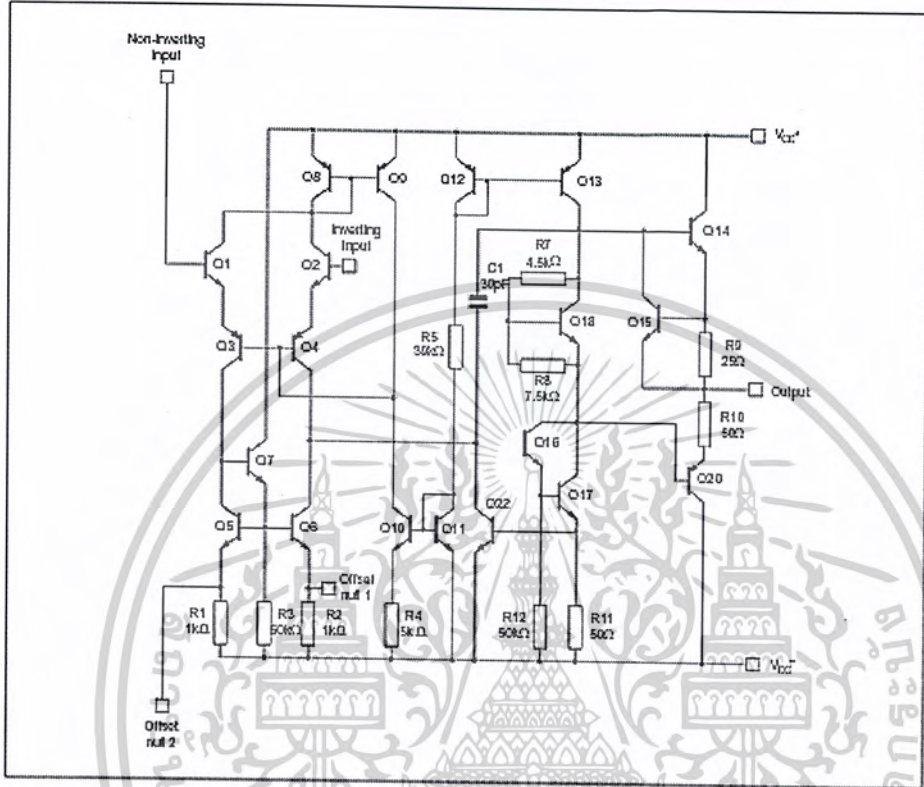 Non-Inverting
Input
Vcc+
Q8
Q9
Q12
Q13
Q14
Inverting
Input
Q1
Q2
R7
4.5kΩ
C1
30pF
Q18
Q15
Q3
Q4
R5
39kΩ
R8
7.5kΩ
R9
25Ω
Output
R10
50Ω
Q16
Q7
Q17
Q20
Q5
Q6
Q10
Q11
Q22
Offset
null 1
R1
1kΩ
R3
50kΩ
R2
1kΩ
R4
5kΩ
R12
50kΩ
R11
50Ω
Vcc-
Offset
null 2